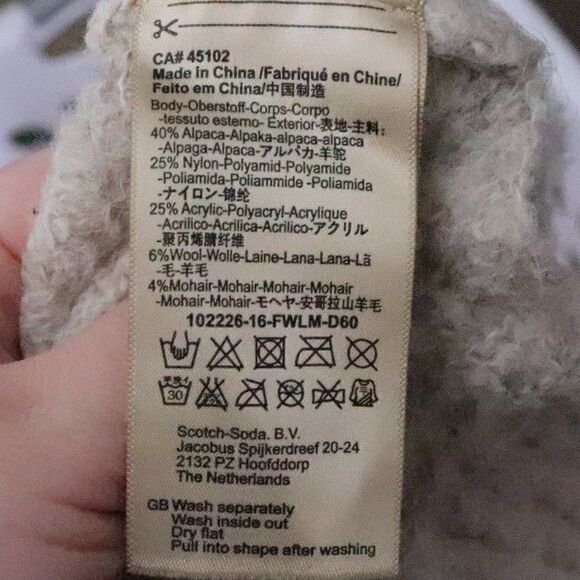 CA# 45102
Made in China /Fabriqué en Chine/
Feito em China/中国制造
Body-Oberstoff-Corps-Corpo
-tessuto esterno- Exterior-表地-主料:
40% Alpaca-Alpaka-alpaca-alpaca
-Alpaga-Alpaca-アルパカ-羊驼
25% Nylon-Polyamid-Polyamide
-Poliamida-Poliammide -Poliamida
-ナイロン-锦纶
25% Acrylic-Polyacryl-Acrylique
-Acrilico-Acrilica-Acrilico-アクリル
-聚丙烯腈纤维
6%Wool-Wolle-Laine-Lana-Lana-Lã
-毛-羊毛
4%Mohair-Mohair-Mohair-Mohair
-Mohair-Mohair-モヘヤ-安哥拉山羊毛
102226-16-FWLM-D60
30
Scotch-Soda. B.V.
Jacobus Spijkerdreef 20-24
2132 PZ Hoofddorp
The Netherlands
GB Wash separately
Wash inside out
Dry flat
Pull into shape after washing